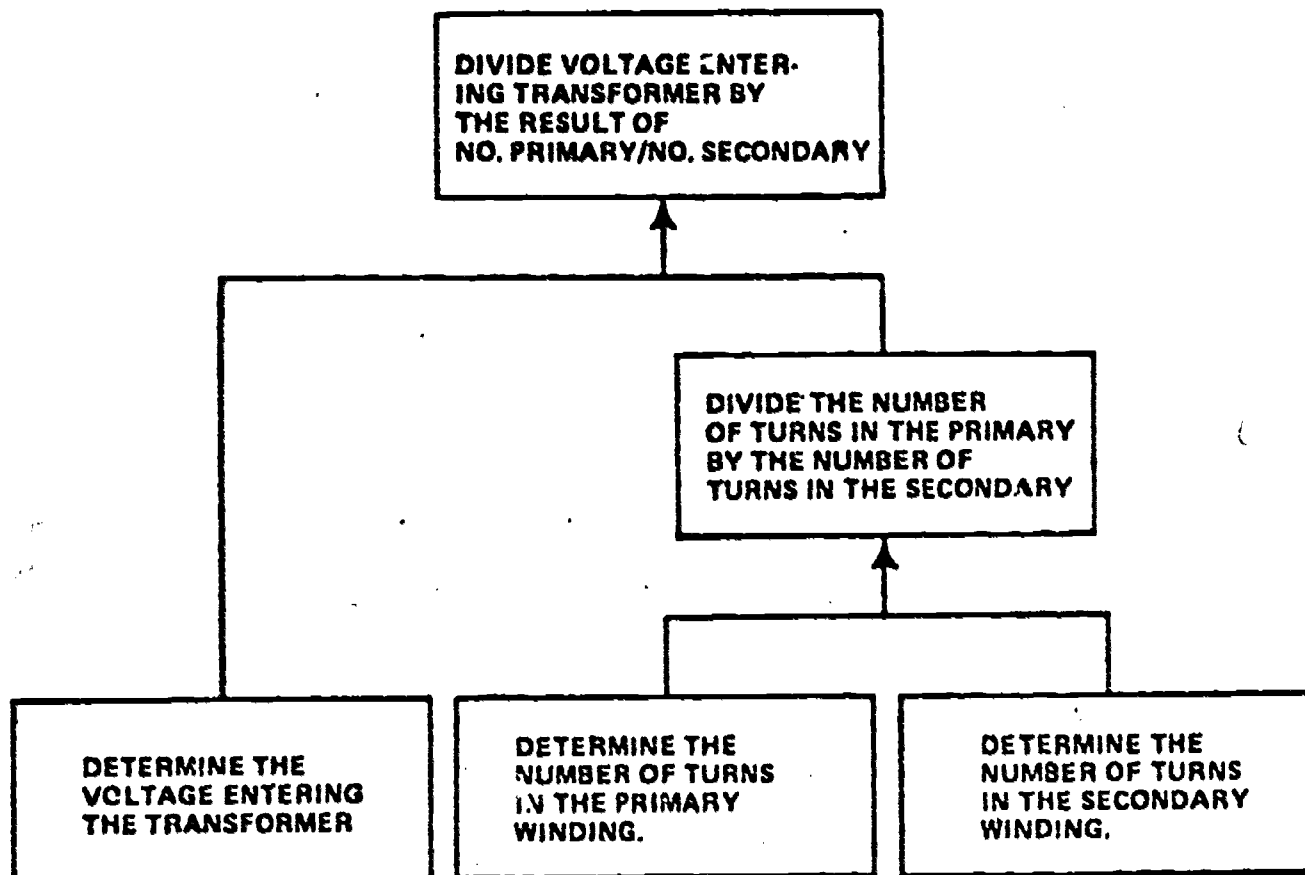 DIVIDE VOLTAGE ENTER-
ING TRANSFORMER BY
THE RESULT OF
NO. PRIMARY/NO. SECONDARY
DIVIDE THE NUMBER
OF TURNS IN THE PRIMARY
BY THE NUMBER OF
TURNS IN THE SECONDARY
DETERMINE THE
VOLTAGE ENTERING
THE TRANSFORMER
DETERMINE THE
NUMBER OF TURNS
IN THE PRIMARY
WINDING.
DETERMINE THE
NUMBER OF TURNS
IN THE SECONDARY
WINDING.